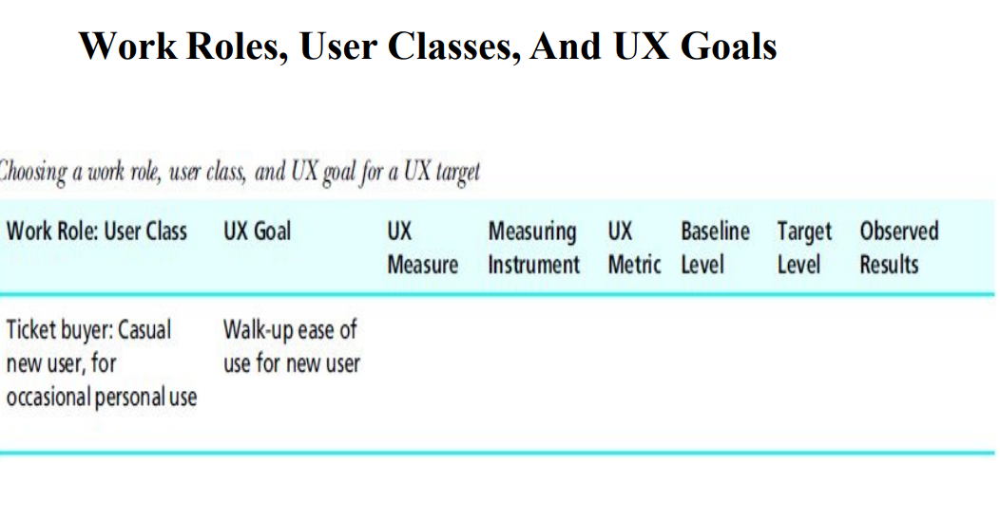 Work Roles, User Classes, And UX Goals
Choosing a work role, user class, and UX goal for a UX target
Work Role: User Class UX Goal UX Measuring UX Baseline Target Observed
Measure Instrument Metric Level Level Results
Ticket buyer: Casual Walk-up ease of
new user, for use for new user
occasional personal use